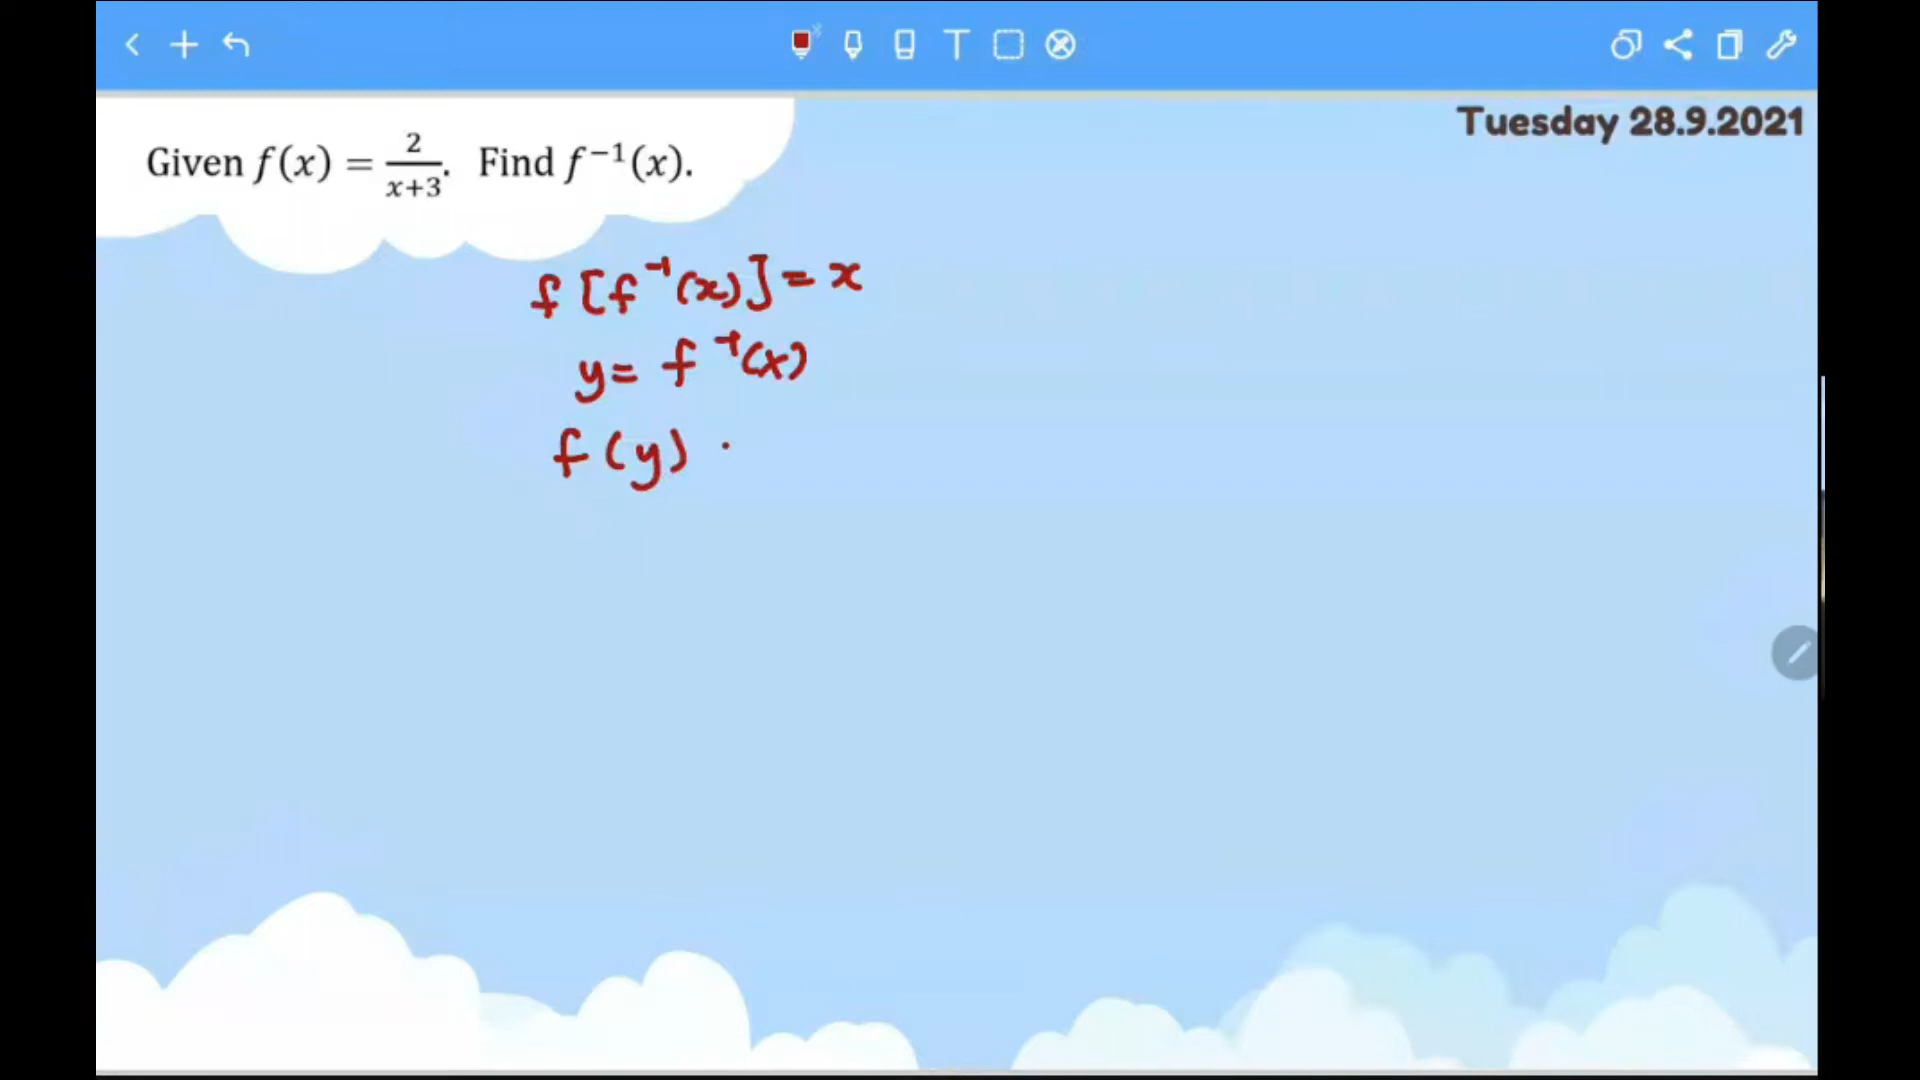 Tuesday 28.9.2021
Given f(x) = 2/(x+3). Find f⁻¹(x).
f[f⁻¹(x)] = x
y = f⁻¹(x)
f(y) ·